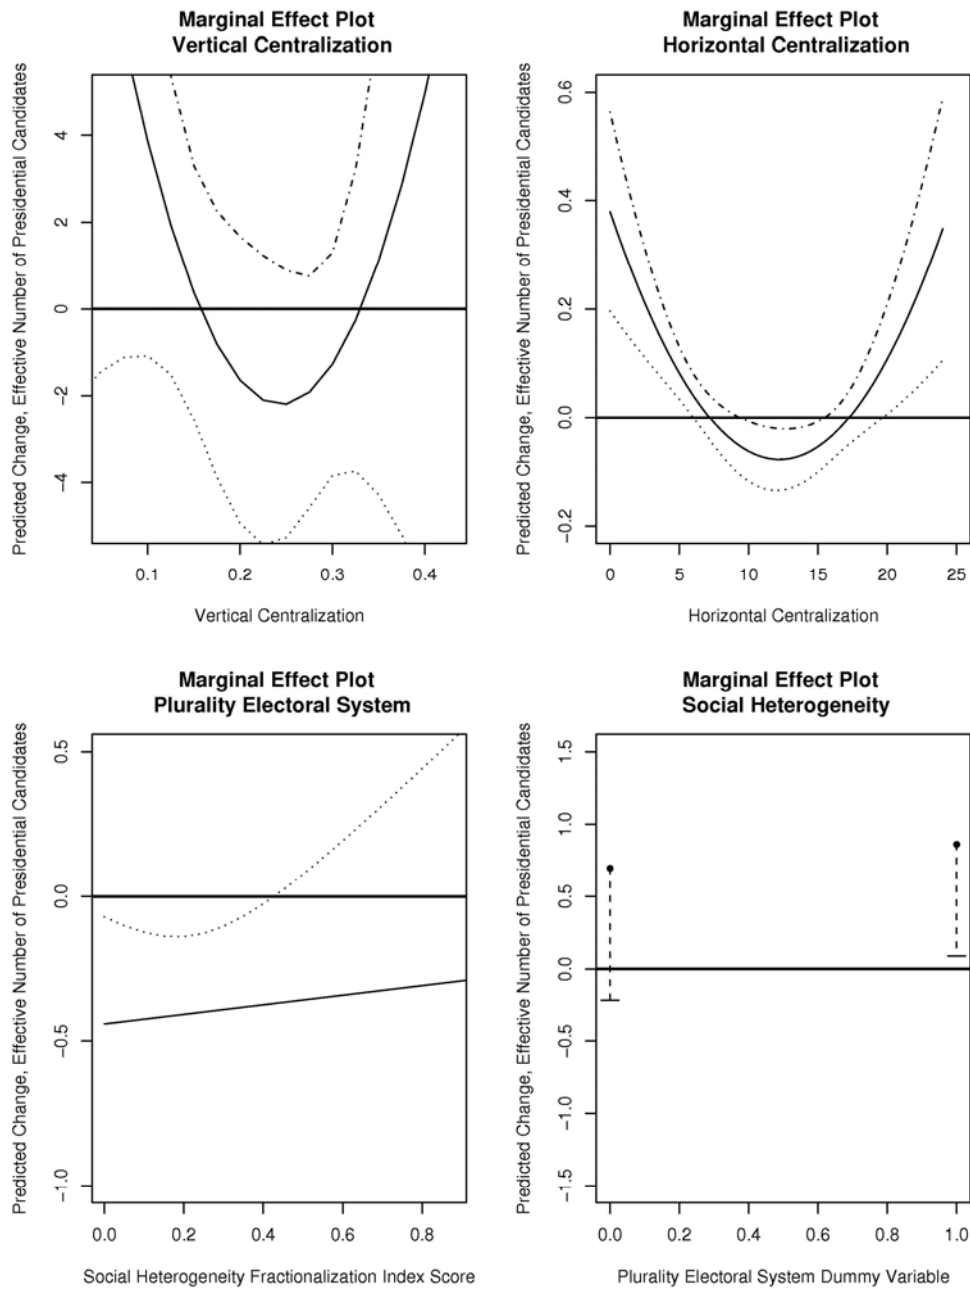 Marginal Effect Plot
Vertical Centralization
Predicted Change, Effective Number of Presidential Candidates
4
2
0
−2
−4
0.1 0.2 0.3 0.4
Vertical Centralization
Marginal Effect Plot
Horizontal Centralization
Predicted Change, Effective Number of Presidential Candidates
0.6
0.4
0.2
0.0
−0.2
0 5 10 15 20 25
Horizontal Centralization
Marginal Effect Plot
Plurality Electoral System
Predicted Change, Effective Number of Presidential Candidates
0.5
0.0
−0.5
−1.0
0.0 0.2 0.4 0.6 0.8
Social Heterogeneity Fractionalization Index Score
Marginal Effect Plot
Social Heterogeneity
Predicted Change, Effective Number of Presidential Candidates
1.5
1.0
0.5
0.0
−0.5
−1.0
−1.5
0.0 0.2 0.4 0.6 0.8 1.0
Plurality Electoral System Dummy Variable